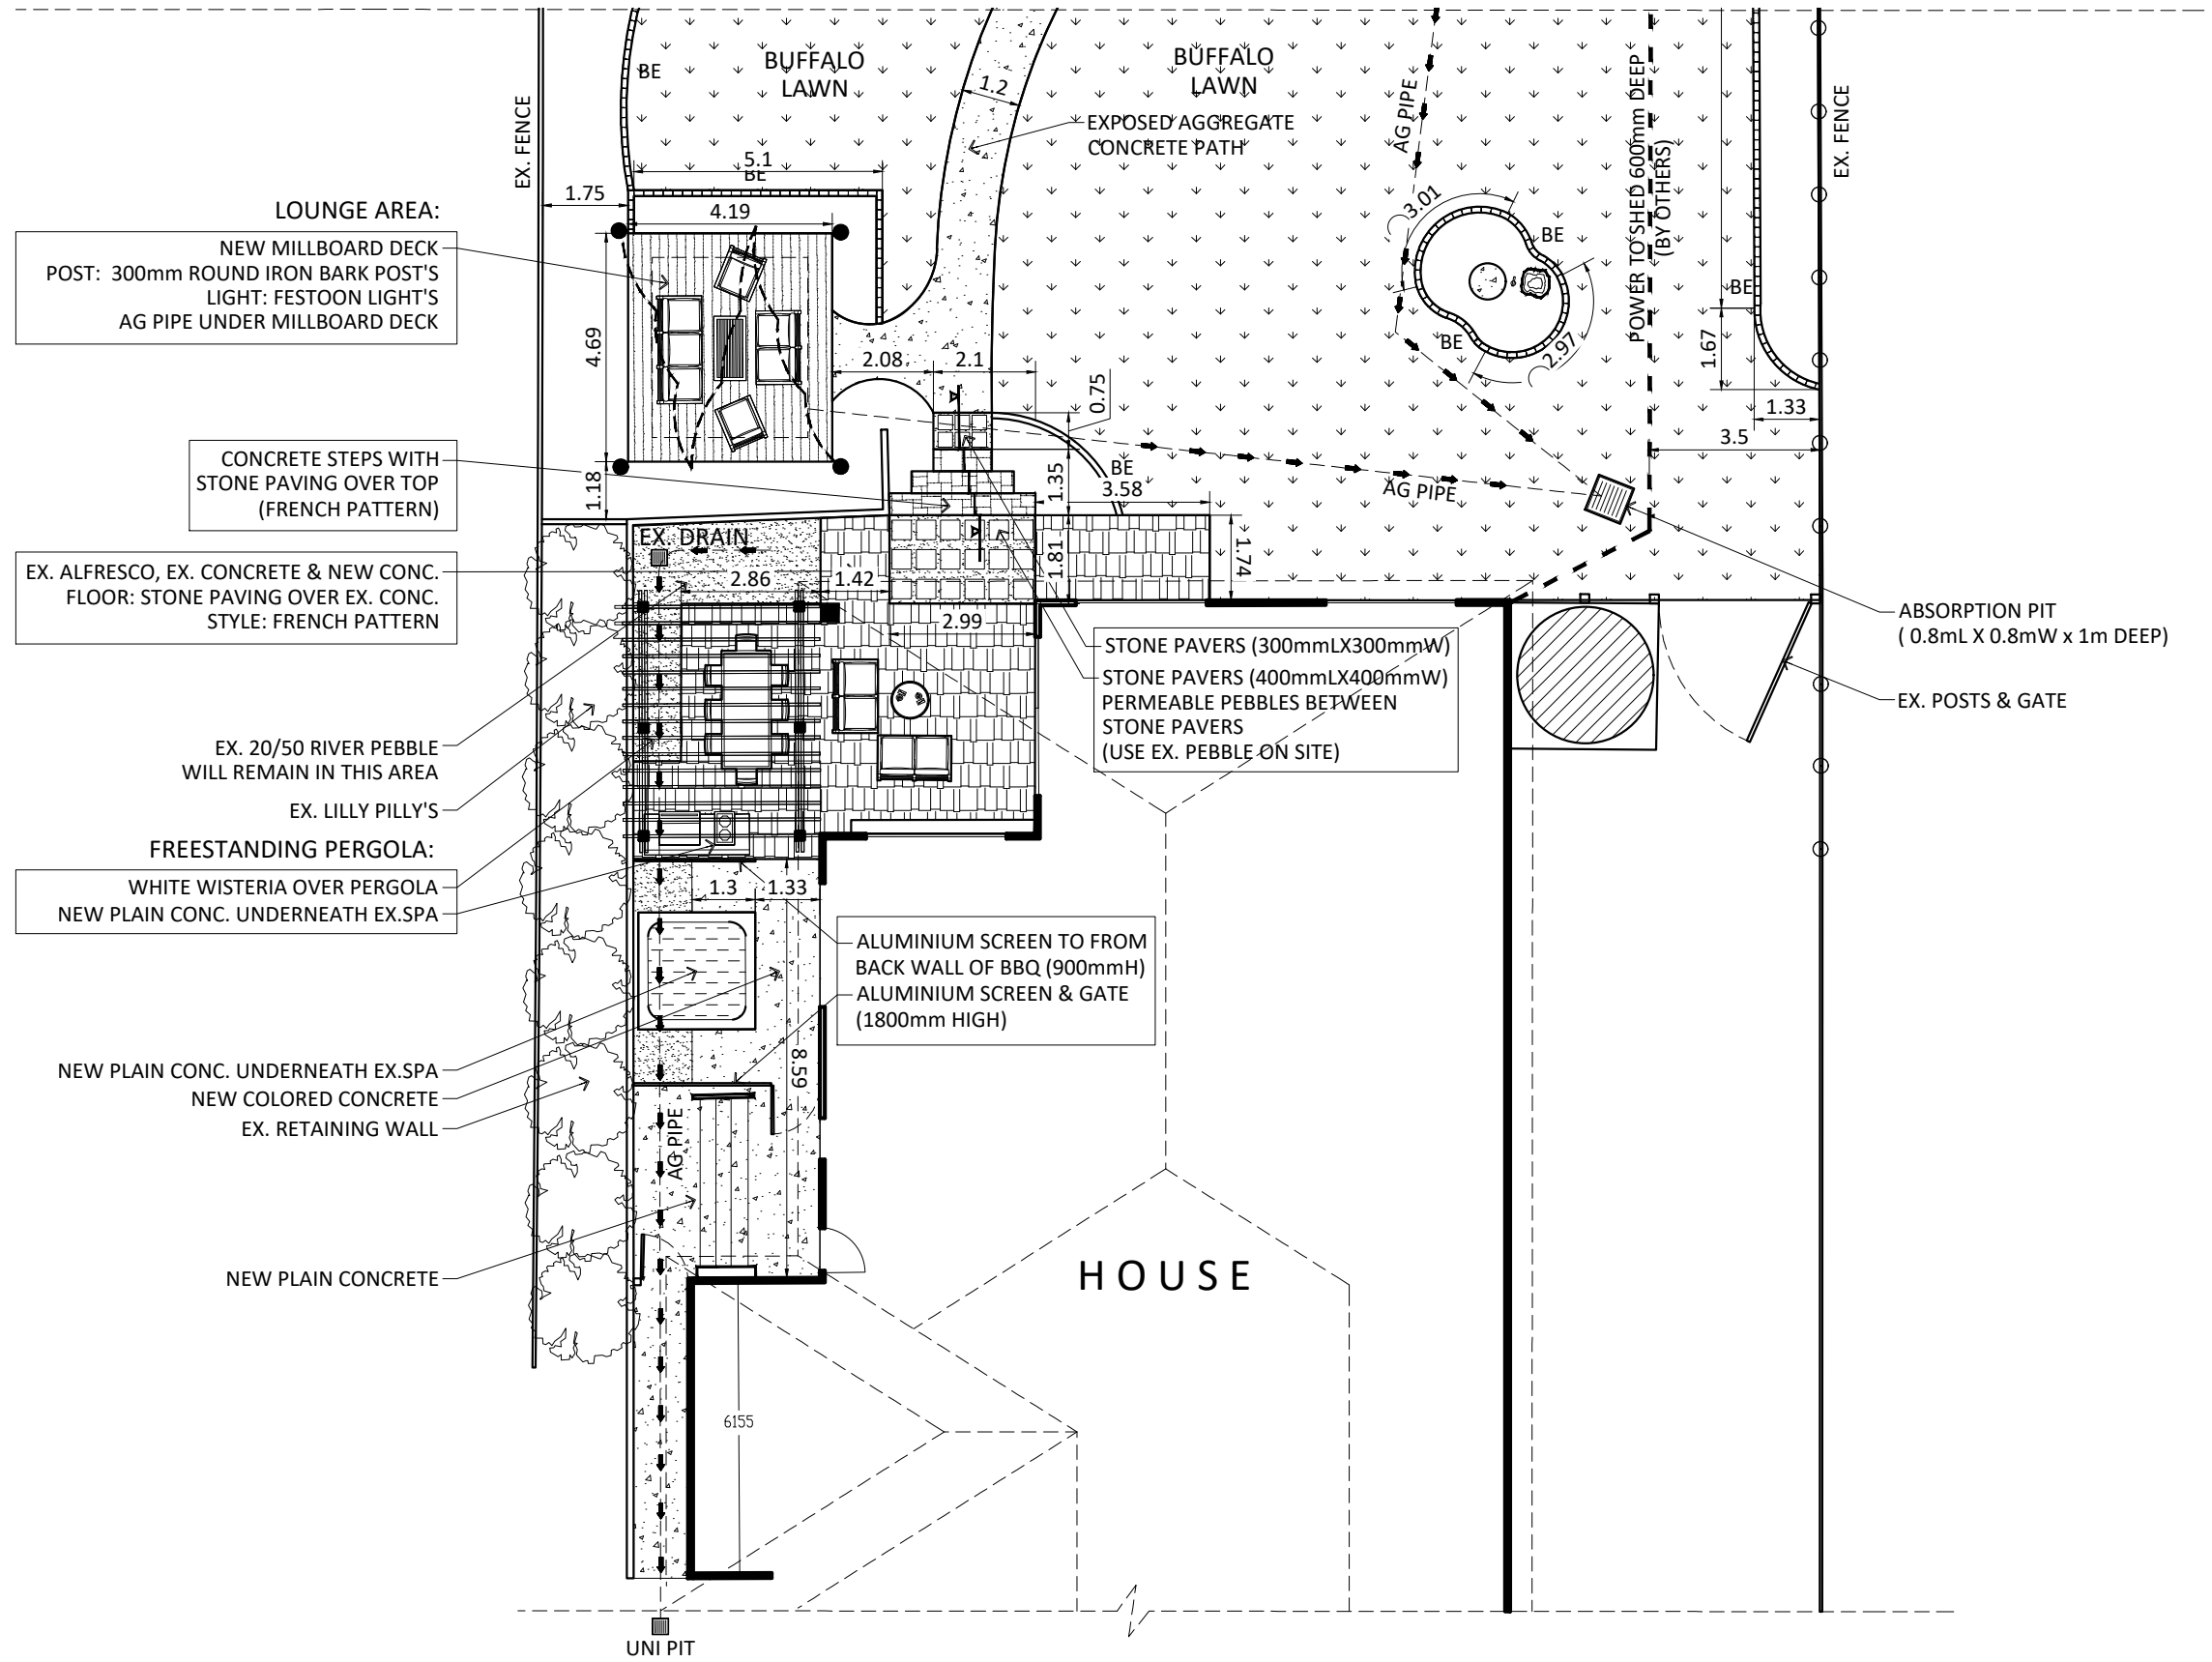 BUFFALO
LAWN
BUFFALO
LAWN
BE
1.2
EX. FENCE
EXPOSED AGGREGATE
CONCRETE PATH
AG PIPE
POWER TO SHED 600mm DEEP
(BY OTHERS)
EX. FENCE
5.1
BE
1.75
4.19
LOUNGE AREA:
NEW MILLBOARD DECK
POST:  300mm ROUND IRON BARK POST'S
LIGHT: FESTOON LIGHT'S
AG PIPE UNDER MILLBOARD DECK
3.01
BE
BE
BE
2.97
4.69
2.08
2.1
0.75
1.67
1.33
3.5
CONCRETE STEPS WITH
STONE PAVING OVER TOP
(FRENCH PATTERN)
1.18
1.35
BE
3.58
AG PIPE
EX. DRAIN
EX. ALFRESCO, EX. CONCRETE & NEW CONC.
FLOOR: STONE PAVING OVER EX. CONC.
STYLE: FRENCH PATTERN
2.86
1.42
1.81
1.74
2.99
ABSORPTION PIT
( 0.8mL X 0.8mW x 1m DEEP)
STONE PAVERS (300mmLX300mmW)
STONE PAVERS (400mmLX400mmW)
PERMEABLE PEBBLES BETWEEN
STONE PAVERS
(USE EX. PEBBLE ON SITE)
EX. POSTS & GATE
EX. 20/50 RIVER PEBBLE
WILL REMAIN IN THIS AREA
EX. LILLY PILLY'S
FREESTANDING PERGOLA:
WHITE WISTERIA OVER PERGOLA
NEW PLAIN CONC. UNDERNEATH EX.SPA
1.3
1.33
ALUMINIUM SCREEN TO FROM
BACK WALL OF BBQ (900mmH)
ALUMINIUM SCREEN & GATE
(1800mm HIGH)
NEW PLAIN CONC. UNDERNEATH EX.SPA
NEW COLORED CONCRETE
EX. RETAINING WALL
8.59
AG PIPE
NEW PLAIN CONCRETE
HOUSE
6155
UNI PIT